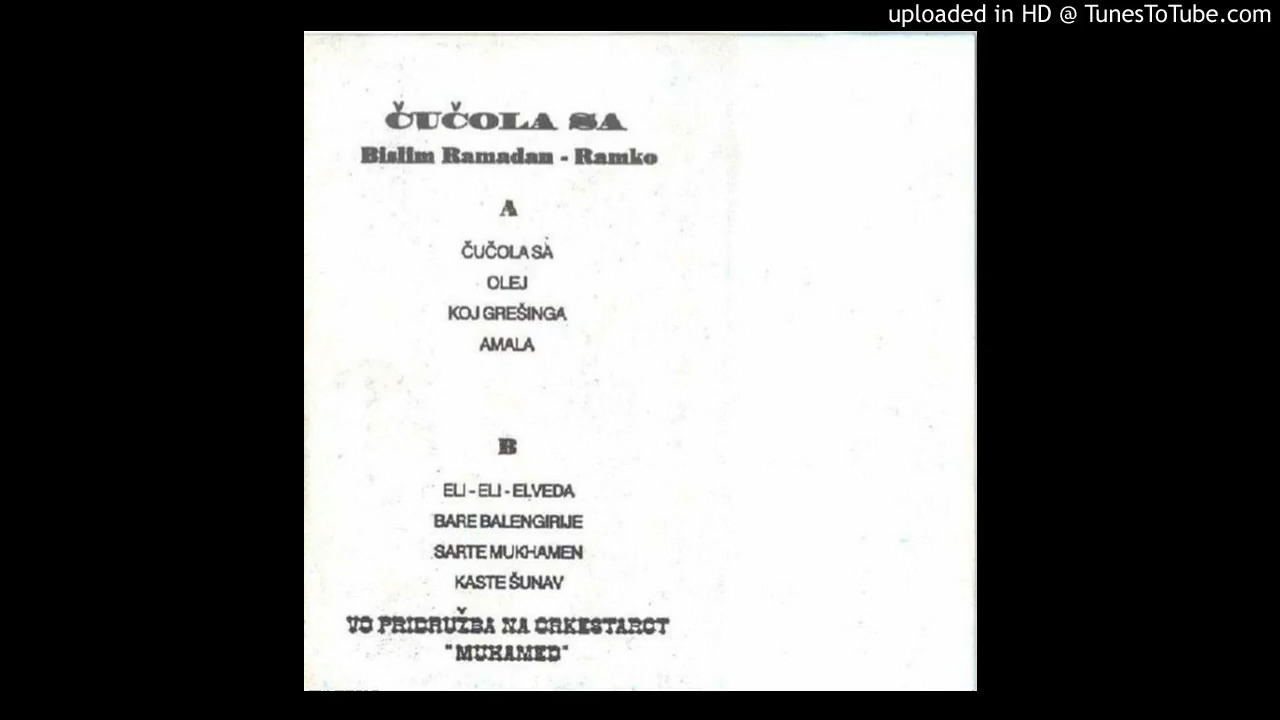 uploaded in HD @ TunesToTube.com
ČUČOLA SA
Bislim Ramadan - Ramko
A
ČUČOLA SA
OLEJ
KOJ GREŠINGA
AMALA
B
ELI - ELI - ELVEDA
BARE BALENGIRIJE
SARTE MUKHAMEN
KASTE ŠUNAV
VO PRIDRUŽBA NA ORKESTAROT
"MUHAMED"